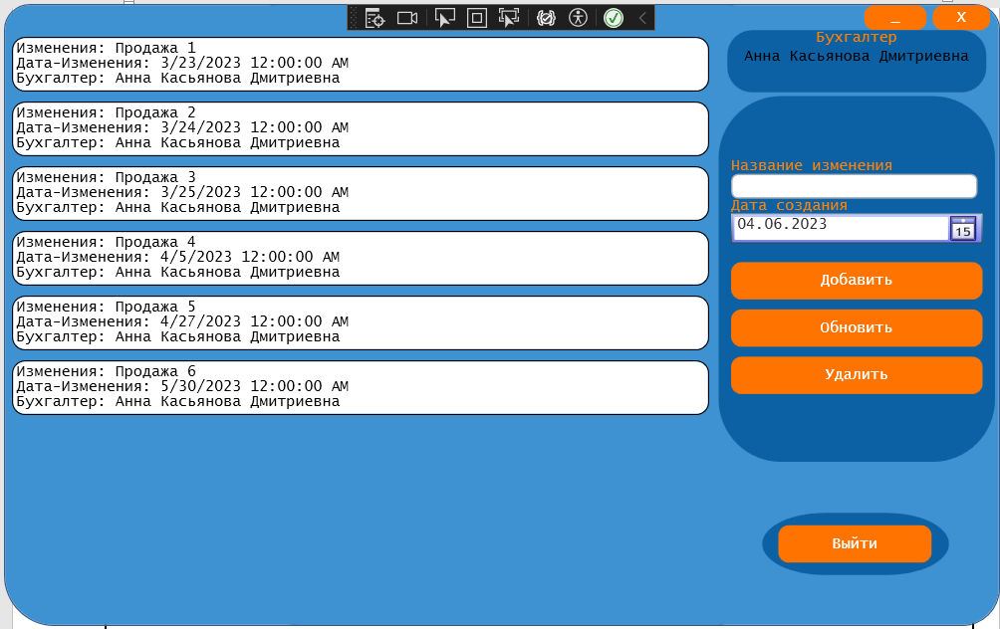 Изменения: Продажа 1
Дата-Изменения: 3/23/2023 12:00:00 AM
Бухгалтер: Анна Касьянова Дмитриевна
Изменения: Продажа 2
Дата-Изменения: 3/24/2023 12:00:00 AM
Бухгалтер: Анна Касьянова Дмитриевна
Изменения: Продажа 3
Дата-Изменения: 3/25/2023 12:00:00 AM
Бухгалтер: Анна Касьянова Дмитриевна
Изменения: Продажа 4
Дата-Изменения: 4/5/2023 12:00:00 AM
Бухгалтер: Анна Касьянова Дмитриевна
Изменения: Продажа 5
Дата-Изменения: 4/27/2023 12:00:00 AM
Бухгалтер: Анна Касьянова Дмитриевна
Изменения: Продажа 6
Дата-Изменения: 5/30/2023 12:00:00 AM
Бухгалтер: Анна Касьянова Дмитриевна
_ X
Бухгалтер
Анна Касьянова Дмитриевна
Название изменения
Дата создания
04.06.2023 15
Добавить
Обновить
Удалить
Выйти